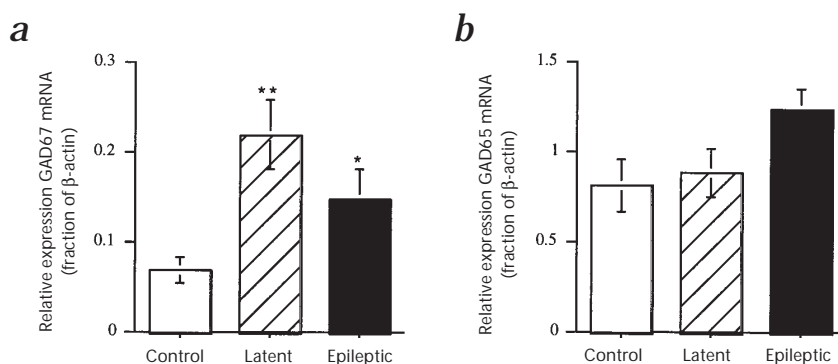 a
Relative expression GAD67 mRNA
(fraction of β-actin)
0.3
0.2
0.1
0
**
*
Control Latent Epileptic
b
Relative expression GAD65 mRNA
(fraction of β-actin)
1.5
1
0.5
0
Control Latent Epileptic